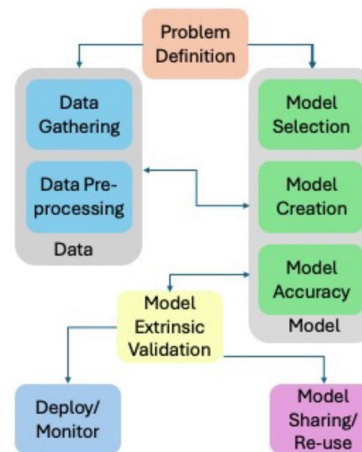 Problem
Definition
Data
Gathering
Data Pre-
processing
Data
Model
Selection
Model
Creation
Model
Accuracy
Model
Model
Extrinsic
Validation
Deploy/
Monitor
Model
Sharing/
Re-use